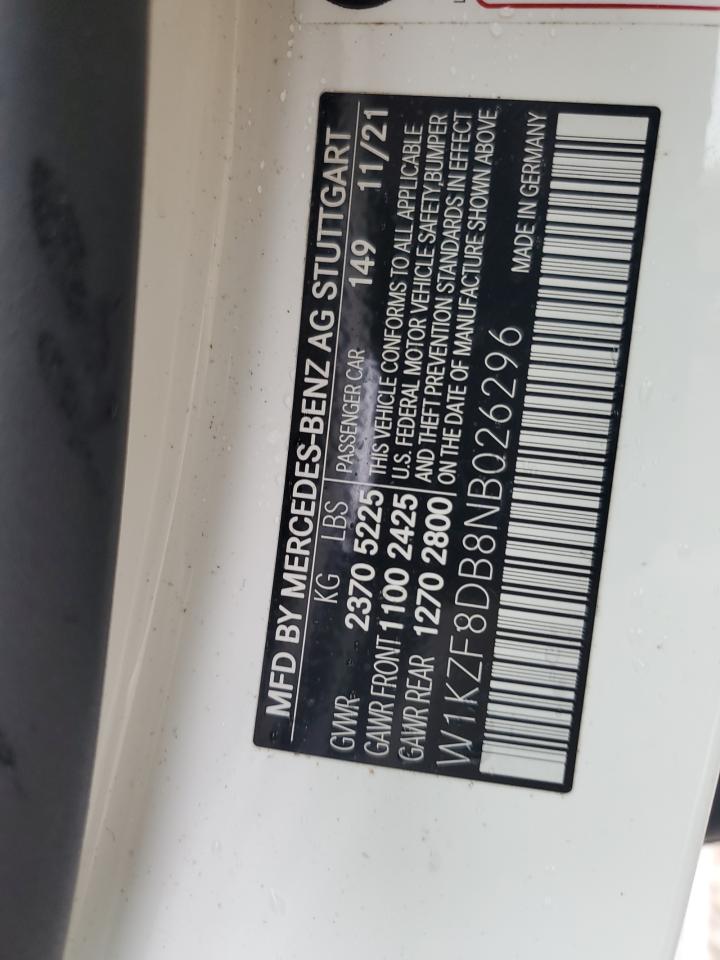 MFD BY MERCEDES-BENZ AG STUTTGART
KG LBS PASSENGER CAR 149 11/21
GVWR 2370 5225
GAWR FRONT 1100 2425
GAWR REAR 1270 2800
THIS VEHICLE CONFORMS TO ALL APPLICABLE
U.S. FEDERAL MOTOR VEHICLE SAFETY,BUMPER
AND THEFT PREVENTION STANDARDS IN EFFECT
ON THE DATE OF MANUFACTURE SHOWN ABOVE
W1KZF8DB8NB026296 MADE IN GERMANY